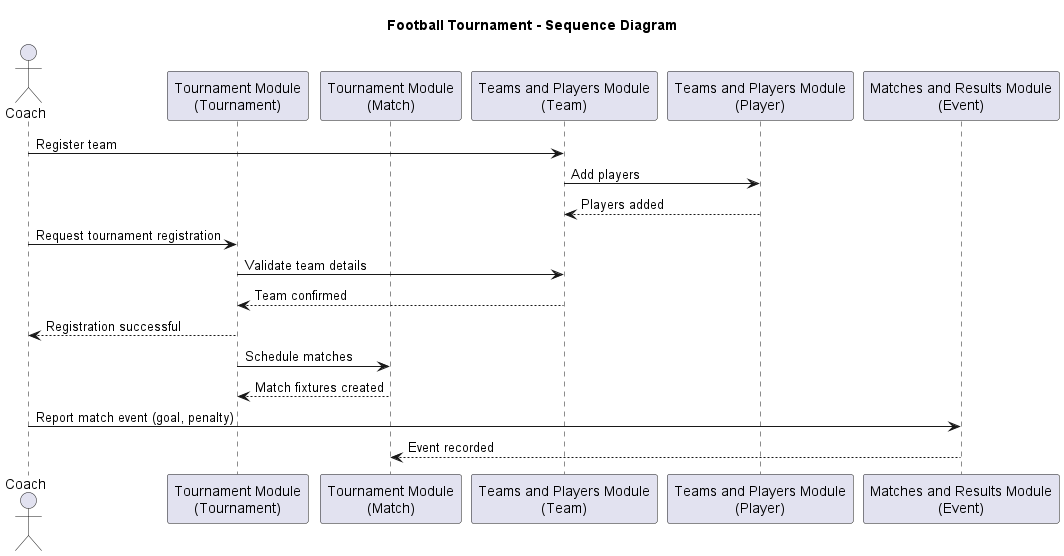 Football Tournament - Sequence Diagram
Coach
Tournament Module
(Tournament)
Tournament Module
(Match)
Teams and Players Module
(Team)
Teams and Players Module
(Player)
Matches and Results Module
(Event)
Register team
Add players
Players added
Request tournament registration
Validate team details
Team confirmed
Registration successful
Schedule matches
Match fixtures created
Report match event (goal, penalty)
Event recorded
Coach
Tournament Module
(Tournament)
Tournament Module
(Match)
Teams and Players Module
(Team)
Teams and Players Module
(Player)
Matches and Results Module
(Event)